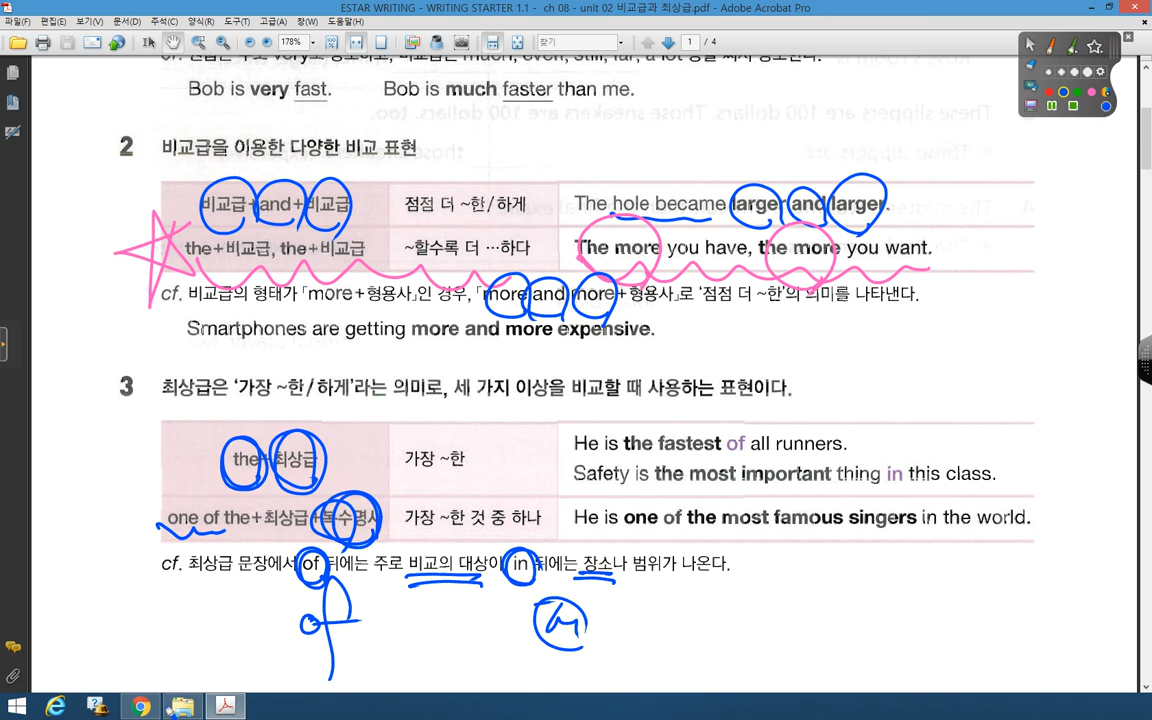 ESTAR WRITING - WRITING STARTER 1.1 - ch 08 - unit 02 비교급과 최상급.pdf - Adobe Acrobat Pro
파일(F) 편집(E) 보기(V) 문서(D) 주석(C) 양식(R) 도구(T) 고급(A) 창(W) 도움말(H)
178% 찾기 1 / 4
Bob is very fast. Bob is much faster than me.
2 비교급을 이용한 다양한 비교 표현
비교급+and+비교급 점점 더 ~한/하게 The hole became larger and larger.
the+비교급, the+비교급 ~할수록 더 …하다 The more you have, the more you want.
cf. 비교급의 형태가 「more+형용사」인 경우, 「more and more+형용사」로 '점점 더 ~한'의 의미를 나타낸다.
Smartphones are getting more and more expensive.
3 최상급은 '가장 ~한/하게'라는 의미로, 세 가지 이상을 비교할 때 사용하는 표현이다.
the+최상급 가장 ~한 He is the fastest of all runners.
Safety is the most important thing in this class.
one of the+최상급+복수명사 가장 ~한 것 중 하나 He is one of the most famous singers in the world.
cf. 최상급 문장에서 of 뒤에는 주로 비교의 대상이 in 뒤에는 장소나 범위가 나온다.
of